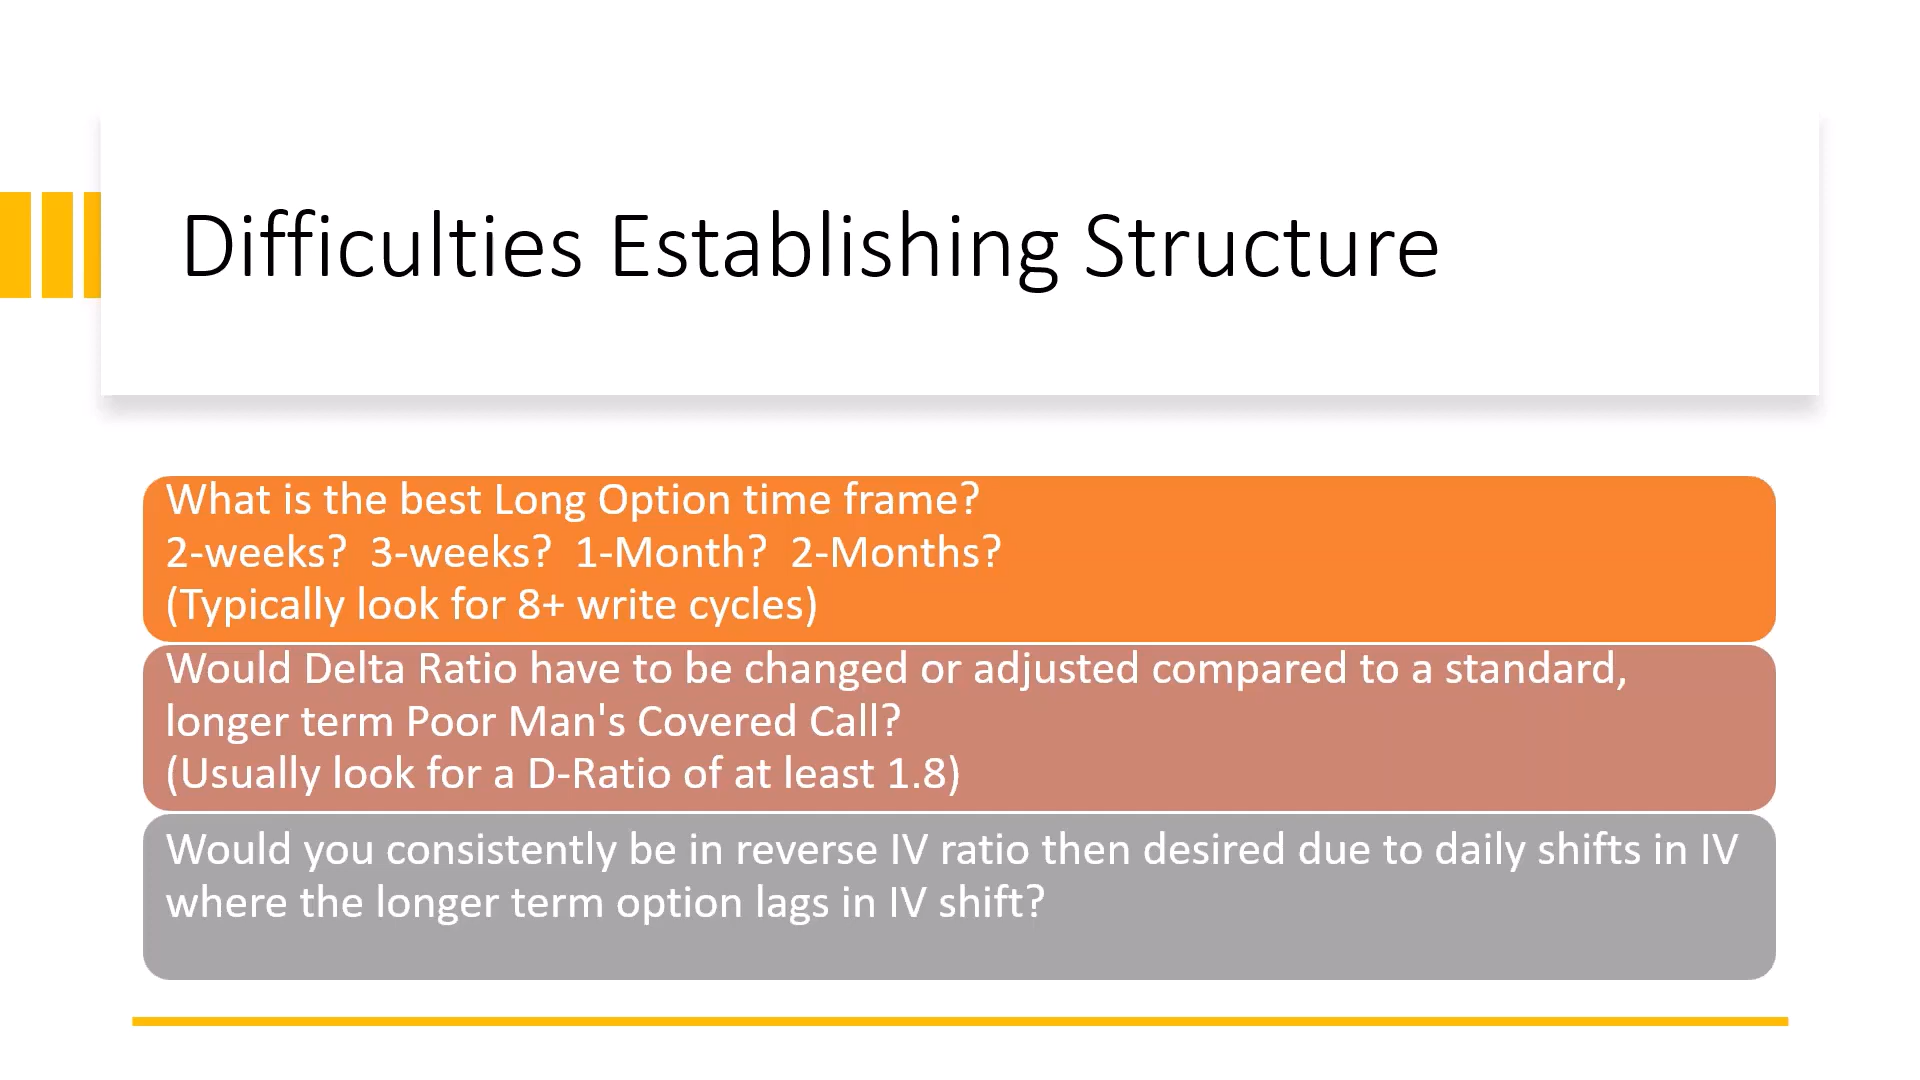 Difficulties Establishing Structure
What is the best Long Option time frame?
2-weeks?  3-weeks?  1-Month?  2-Months?
(Typically look for 8+ write cycles)
Would Delta Ratio have to be changed or adjusted compared to a standard,
longer term Poor Man's Covered Call?
(Usually look for a D-Ratio of at least 1.8)
Would you consistently be in reverse IV ratio then desired due to daily shifts in IV
where the longer term option lags in IV shift?